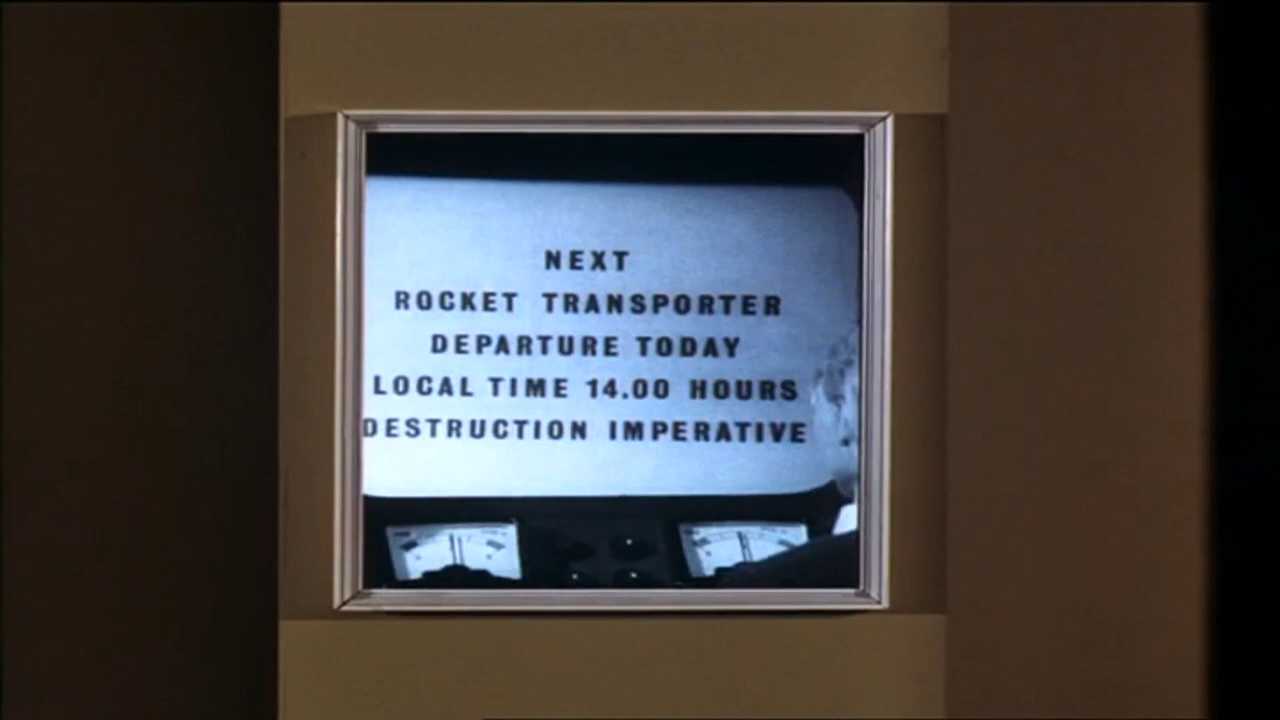 NEXT
ROCKET TRANSPORTER
DEPARTURE TODAY
LOCAL TIME 14.00 HOURS
DESTRUCTION IMPERATIVE